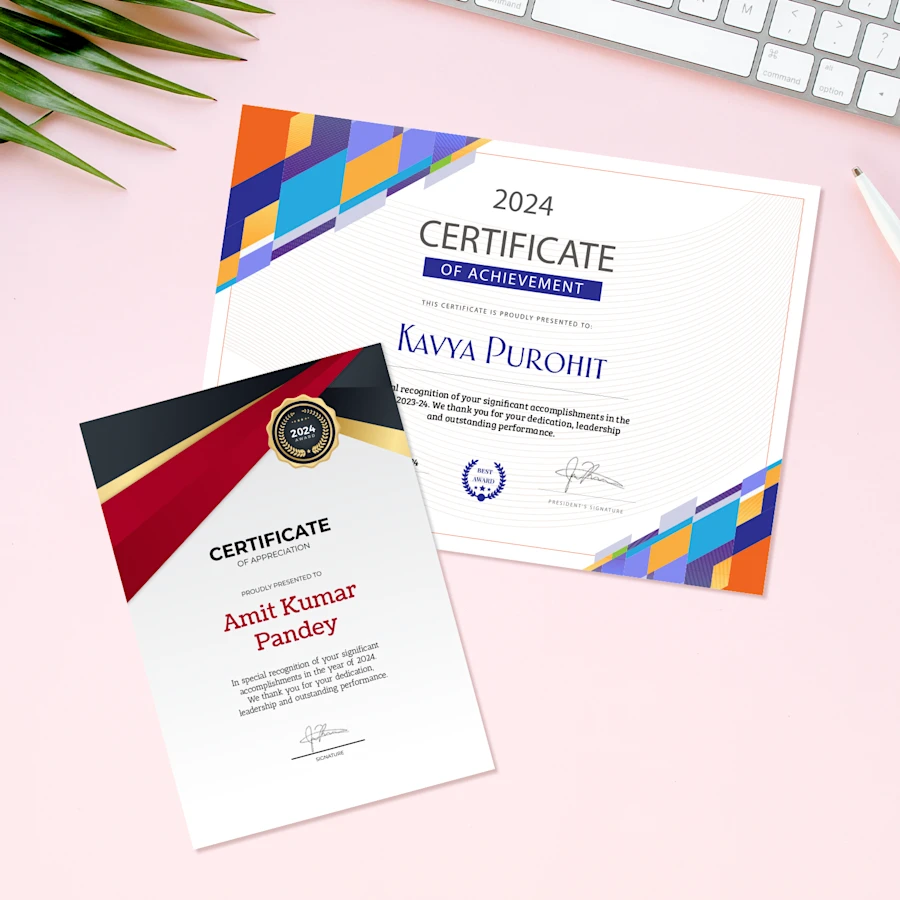 command
M
<
,
>
.
?
/
⌘
command
alt
option
◂
2024
CERTIFICATE
OF ACHIEVEMENT
THIS CERTIFICATE IS PROUDLY PRESENTED TO:
KAVYA PUROHIT
recognition of your significant accomplishments in the
2023-24. We thank you for your dedication, leadership
and outstanding performance.
BEST
AWARD
PRESIDENT'S SIGNATURE
2024
AWARD
CERTIFICATE
OF APPRECIATION
PROUDLY PRESENTED TO
Amit Kumar
Pandey
In special recognition of your significant
accomplishments in the year of 2024.
We thank you for your dedication,
leadership and outstanding performance.
SIGNATURE